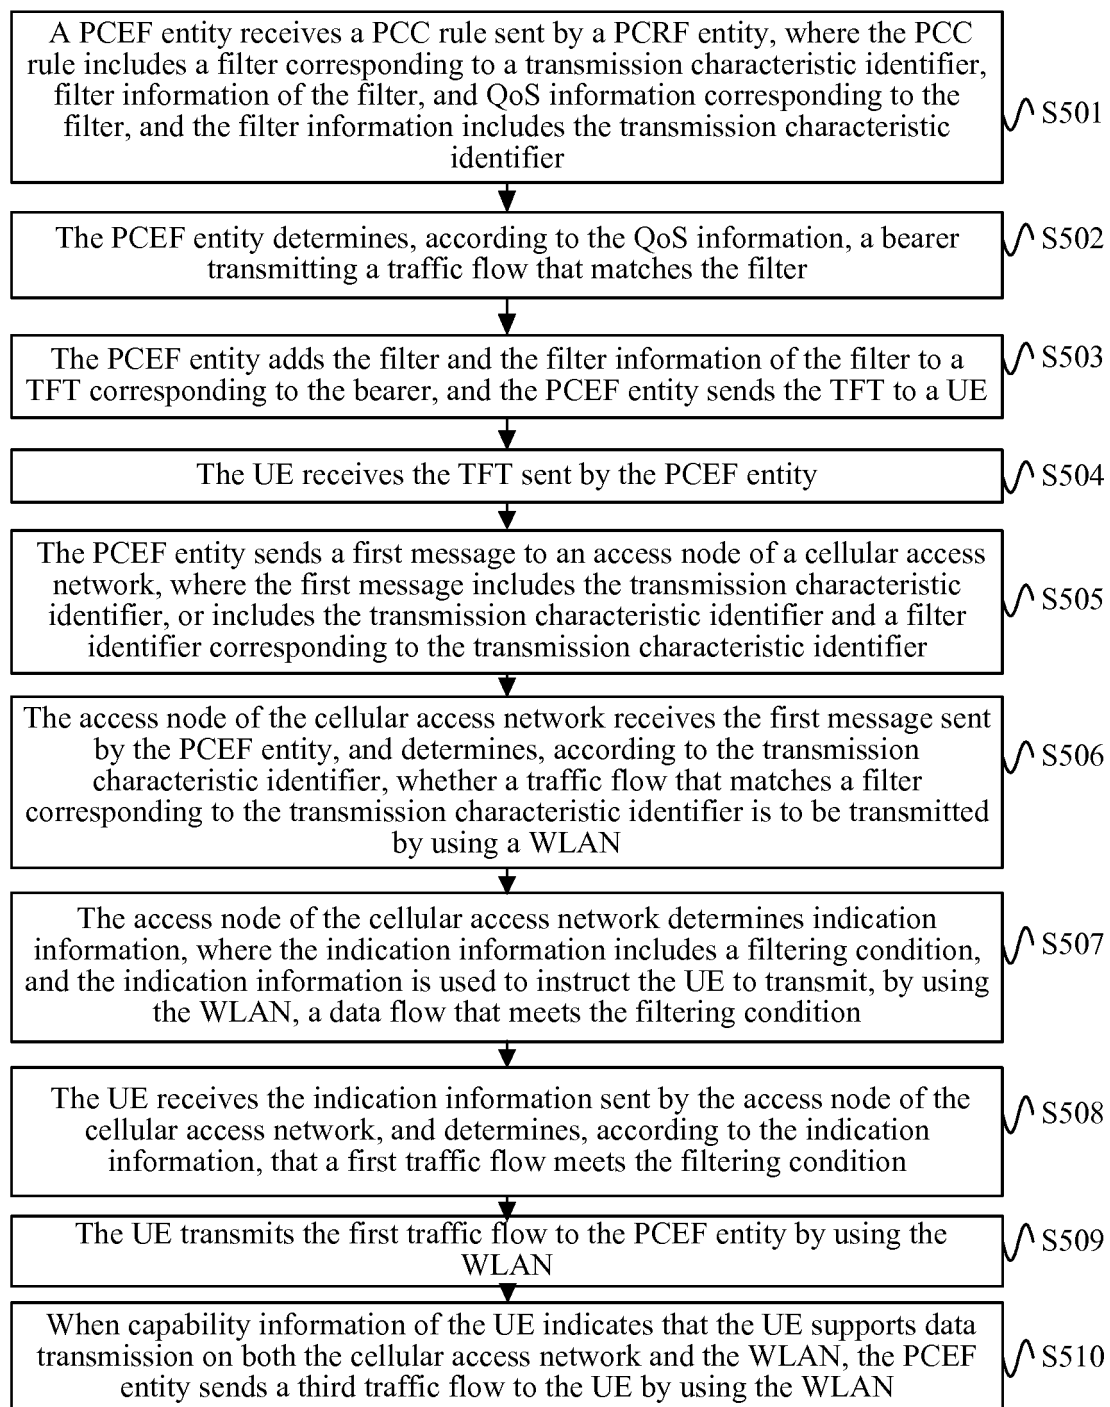 A PCEF entity receives a PCC rule sent by a PCRF entity, where the PCC
rule includes a filter corresponding to a transmission characteristic identifier,
filter information of the filter, and QoS information corresponding to the
filter, and the filter information includes the transmission characteristic
identifier
S501
The PCEF entity determines, according to the QoS information, a bearer
transmitting a traffic flow that matches the filter
S502
The PCEF entity adds the filter and the filter information of the filter to a
TFT corresponding to the bearer, and the PCEF entity sends the TFT to a UE
S503
The UE receives the TFT sent by the PCEF entity
S504
The PCEF entity sends a first message to an access node of a cellular access
network, where the first message includes the transmission characteristic
identifier, or includes the transmission characteristic identifier and a filter
identifier corresponding to the transmission characteristic identifier
S505
The access node of the cellular access network receives the first message sent
by the PCEF entity, and determines, according to the transmission
characteristic identifier, whether a traffic flow that matches a filter
corresponding to the transmission characteristic identifier is to be transmitted
by using a WLAN
S506
The access node of the cellular access network determines indication
information, where the indication information includes a filtering condition,
and the indication information is used to instruct the UE to transmit, by using
the WLAN, a data flow that meets the filtering condition
S507
The UE receives the indication information sent by the access node of the
cellular access network, and determines, according to the indication
information, that a first traffic flow meets the filtering condition
S508
The UE transmits the first traffic flow to the PCEF entity by using the
WLAN
S509
When capability information of the UE indicates that the UE supports data
transmission on both the cellular access network and the WLAN, the PCEF
entity sends a third traffic flow to the UE by using the WLAN
S510